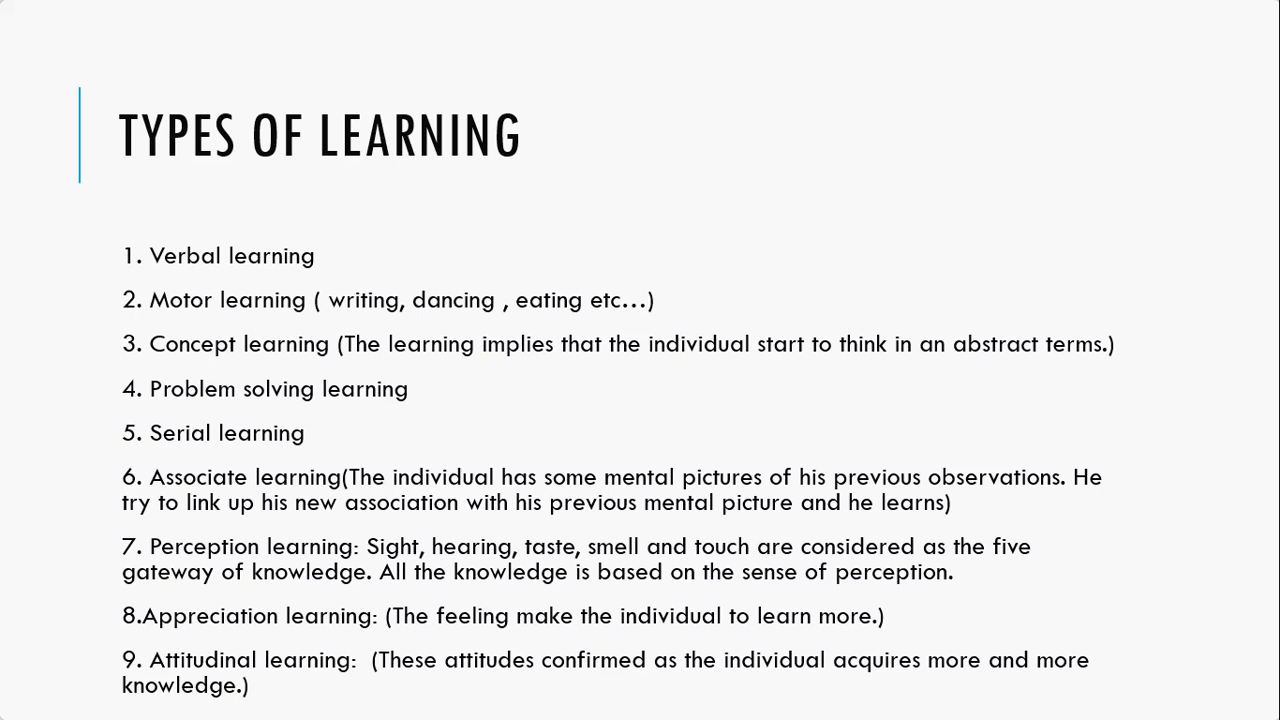 TYPES OF LEARNING
1. Verbal learning
2. Motor learning ( writing, dancing , eating etc...)
3. Concept learning (The learning implies that the individual start to think in an abstract terms.)
4. Problem solving learning
5. Serial learning
6. Associate learning(The individual has some mental pictures of his previous observations. He
try to link up his new association with his previous mental picture and he learns)
7. Perception learning: Sight, hearing, taste, smell and touch are considered as the five
gateway of knowledge. All the knowledge is based on the sense of perception.
8.Appreciation learning: (The feeling make the individual to learn more.)
9. Attitudinal learning:  (These attitudes confirmed as the individual acquires more and more
knowledge.)